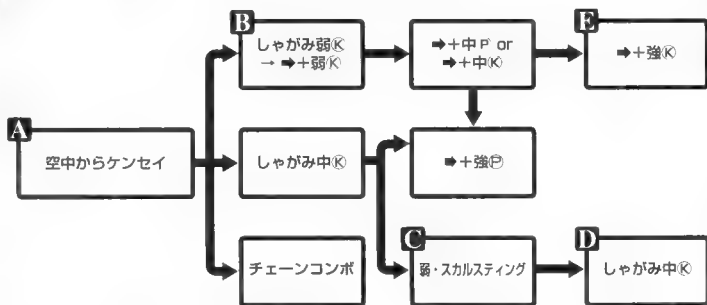 A
空中からケンセイ
B
しゃがみ弱Ⓚ
→ ➡+弱Ⓚ
➡+中Ⓟ or
➡+中Ⓚ
E
➡+強Ⓚ
しゃがみ中Ⓚ
➡+強Ⓟ
チェーンコンボ
C
弱・スカルスティング
D
しゃがみ中Ⓚ